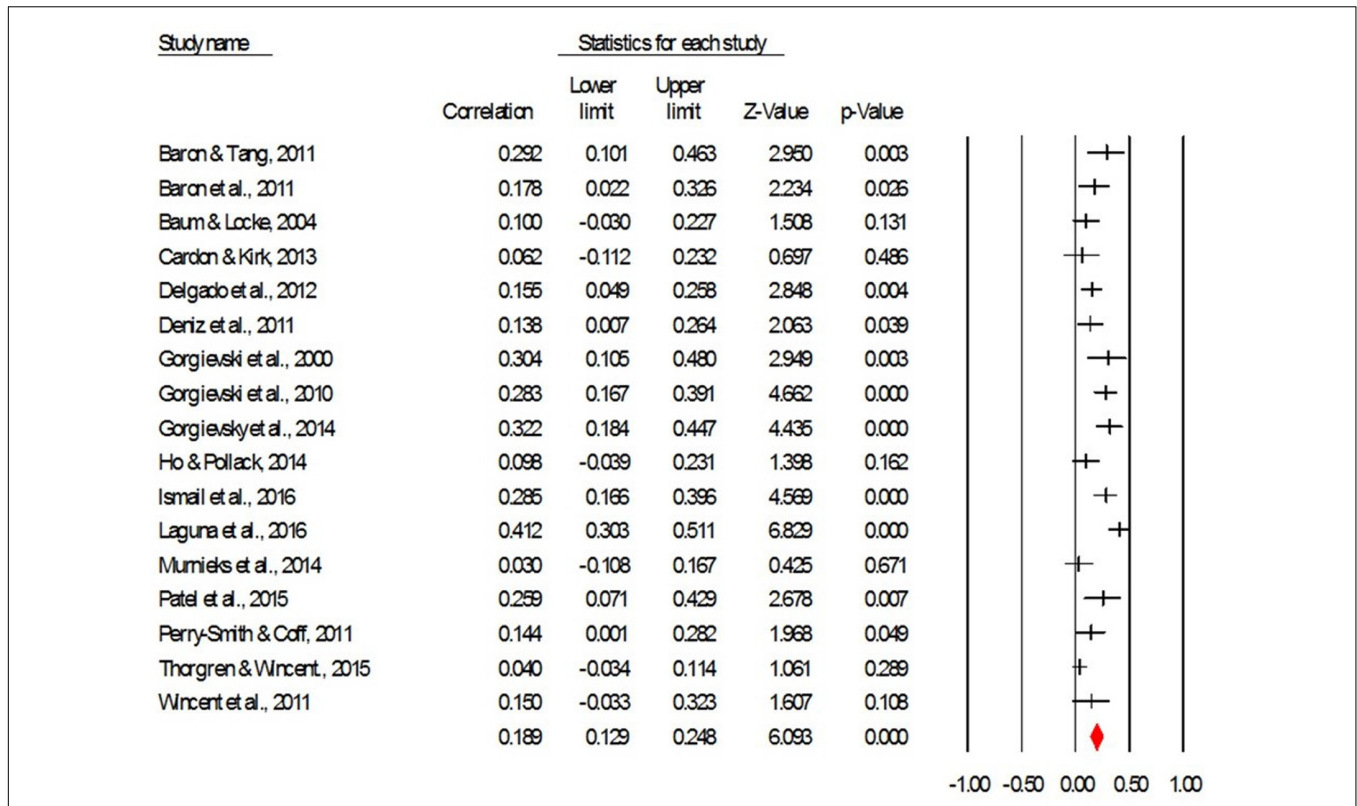 Study name Statistics for each study
Lower Upper
Correlation limit limit Z-Value p-Value
Baron & Tang, 2011 0.292 0.101 0.463 2.950 0.003
Baron et al., 2011 0.178 0.022 0.326 2.234 0.026
Baum & Locke, 2004 0.100 -0.030 0.227 1.508 0.131
Cardon & Kirk, 2013 0.062 -0.112 0.232 0.697 0.486
Delgado et al., 2012 0.155 0.049 0.258 2.848 0.004
Deniz et al., 2011 0.138 0.007 0.264 2.063 0.039
Gorgievski et al., 2000 0.304 0.105 0.480 2.949 0.003
Gorgievski et al., 2010 0.283 0.167 0.391 4.662 0.000
Gorgievsky et al., 2014 0.322 0.184 0.447 4.435 0.000
Ho & Pollack, 2014 0.098 -0.039 0.231 1.398 0.162
Ismail et al., 2016 0.285 0.166 0.396 4.569 0.000
Laguna et al., 2016 0.412 0.303 0.511 6.829 0.000
Murnieks et al., 2014 0.030 -0.108 0.167 0.425 0.671
Patel et al., 2015 0.259 0.071 0.429 2.678 0.007
Perry-Smith & Coff, 2011 0.144 0.001 0.282 1.968 0.049
Thorgren & Wincent., 2015 0.040 -0.034 0.114 1.061 0.289
Wincent et al., 2011 0.150 -0.033 0.323 1.607 0.108
0.189 0.129 0.248 6.093 0.000
-1.00 -0.50 0.00 0.50 1.00